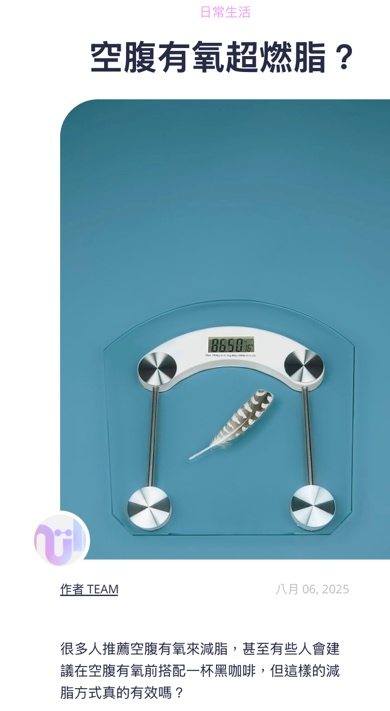 日常生活
空腹有氧超燃脂？
86.50
作者 TEAM
八月 06, 2025
很多人推薦空腹有氧來減脂，甚至有些人會建
議在空腹有氧前搭配一杯黑咖啡，但這樣的減
脂方式真的有效嗎？